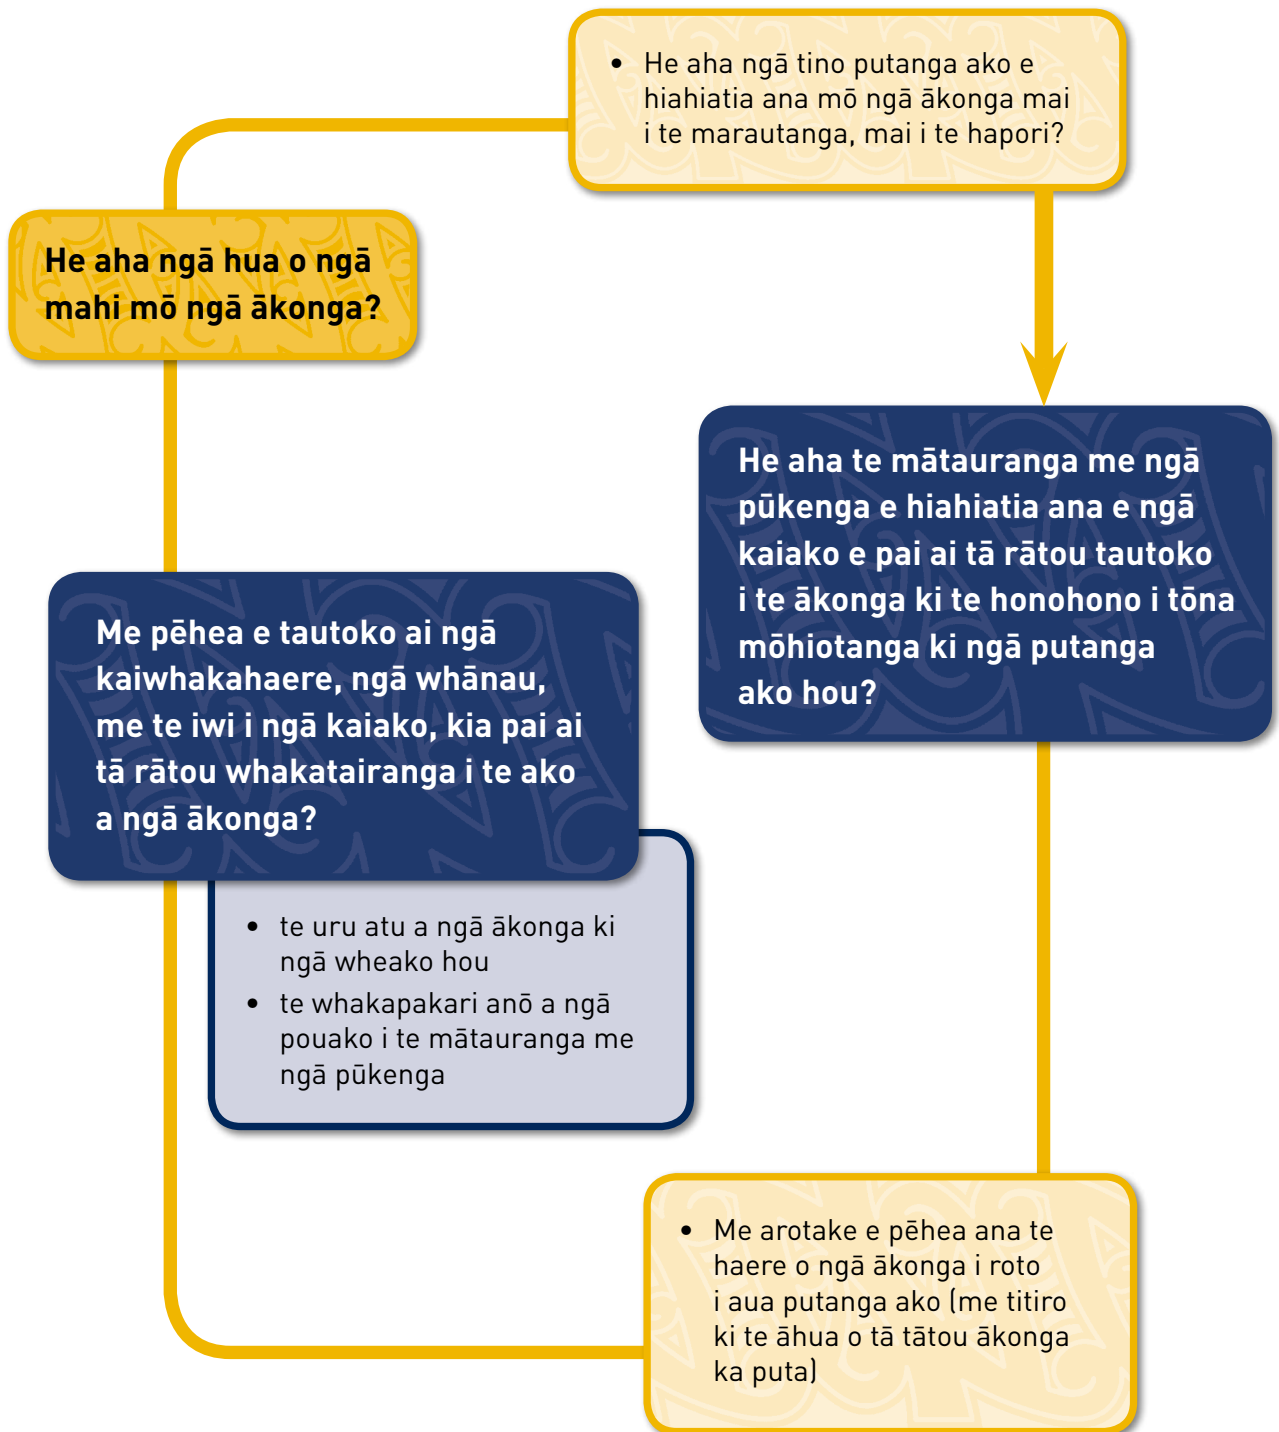 • He aha ngā tino putanga ako e
hiahiatia ana mō ngā ākonga mai
i te marautanga, mai i te hapori?
He aha ngā hua o ngā
mahi mō ngā ākonga?
He aha te mātauranga me ngā
pūkenga e hiahiatia ana e ngā
kaiako e pai ai tā rātou tautoko
i te ākonga ki te honohono i tōna
mōhiotanga ki ngā putanga
ako hou?
Me pēhea e tautoko ai ngā
kaiwhakahaere, ngā whānau,
me te iwi i ngā kaiako, kia pai ai
tā rātou whakatairanga i te ako
a ngā ākonga?
• te uru atu a ngā ākonga ki
ngā wheako hou
• te whakapakari anō a ngā
pouako i te mātauranga me
ngā pūkenga
• Me arotake e pēhea ana te
haere o ngā ākonga i roto
i aua putanga ako (me titiro
ki te āhua o tā tātou ākonga
ka puta)